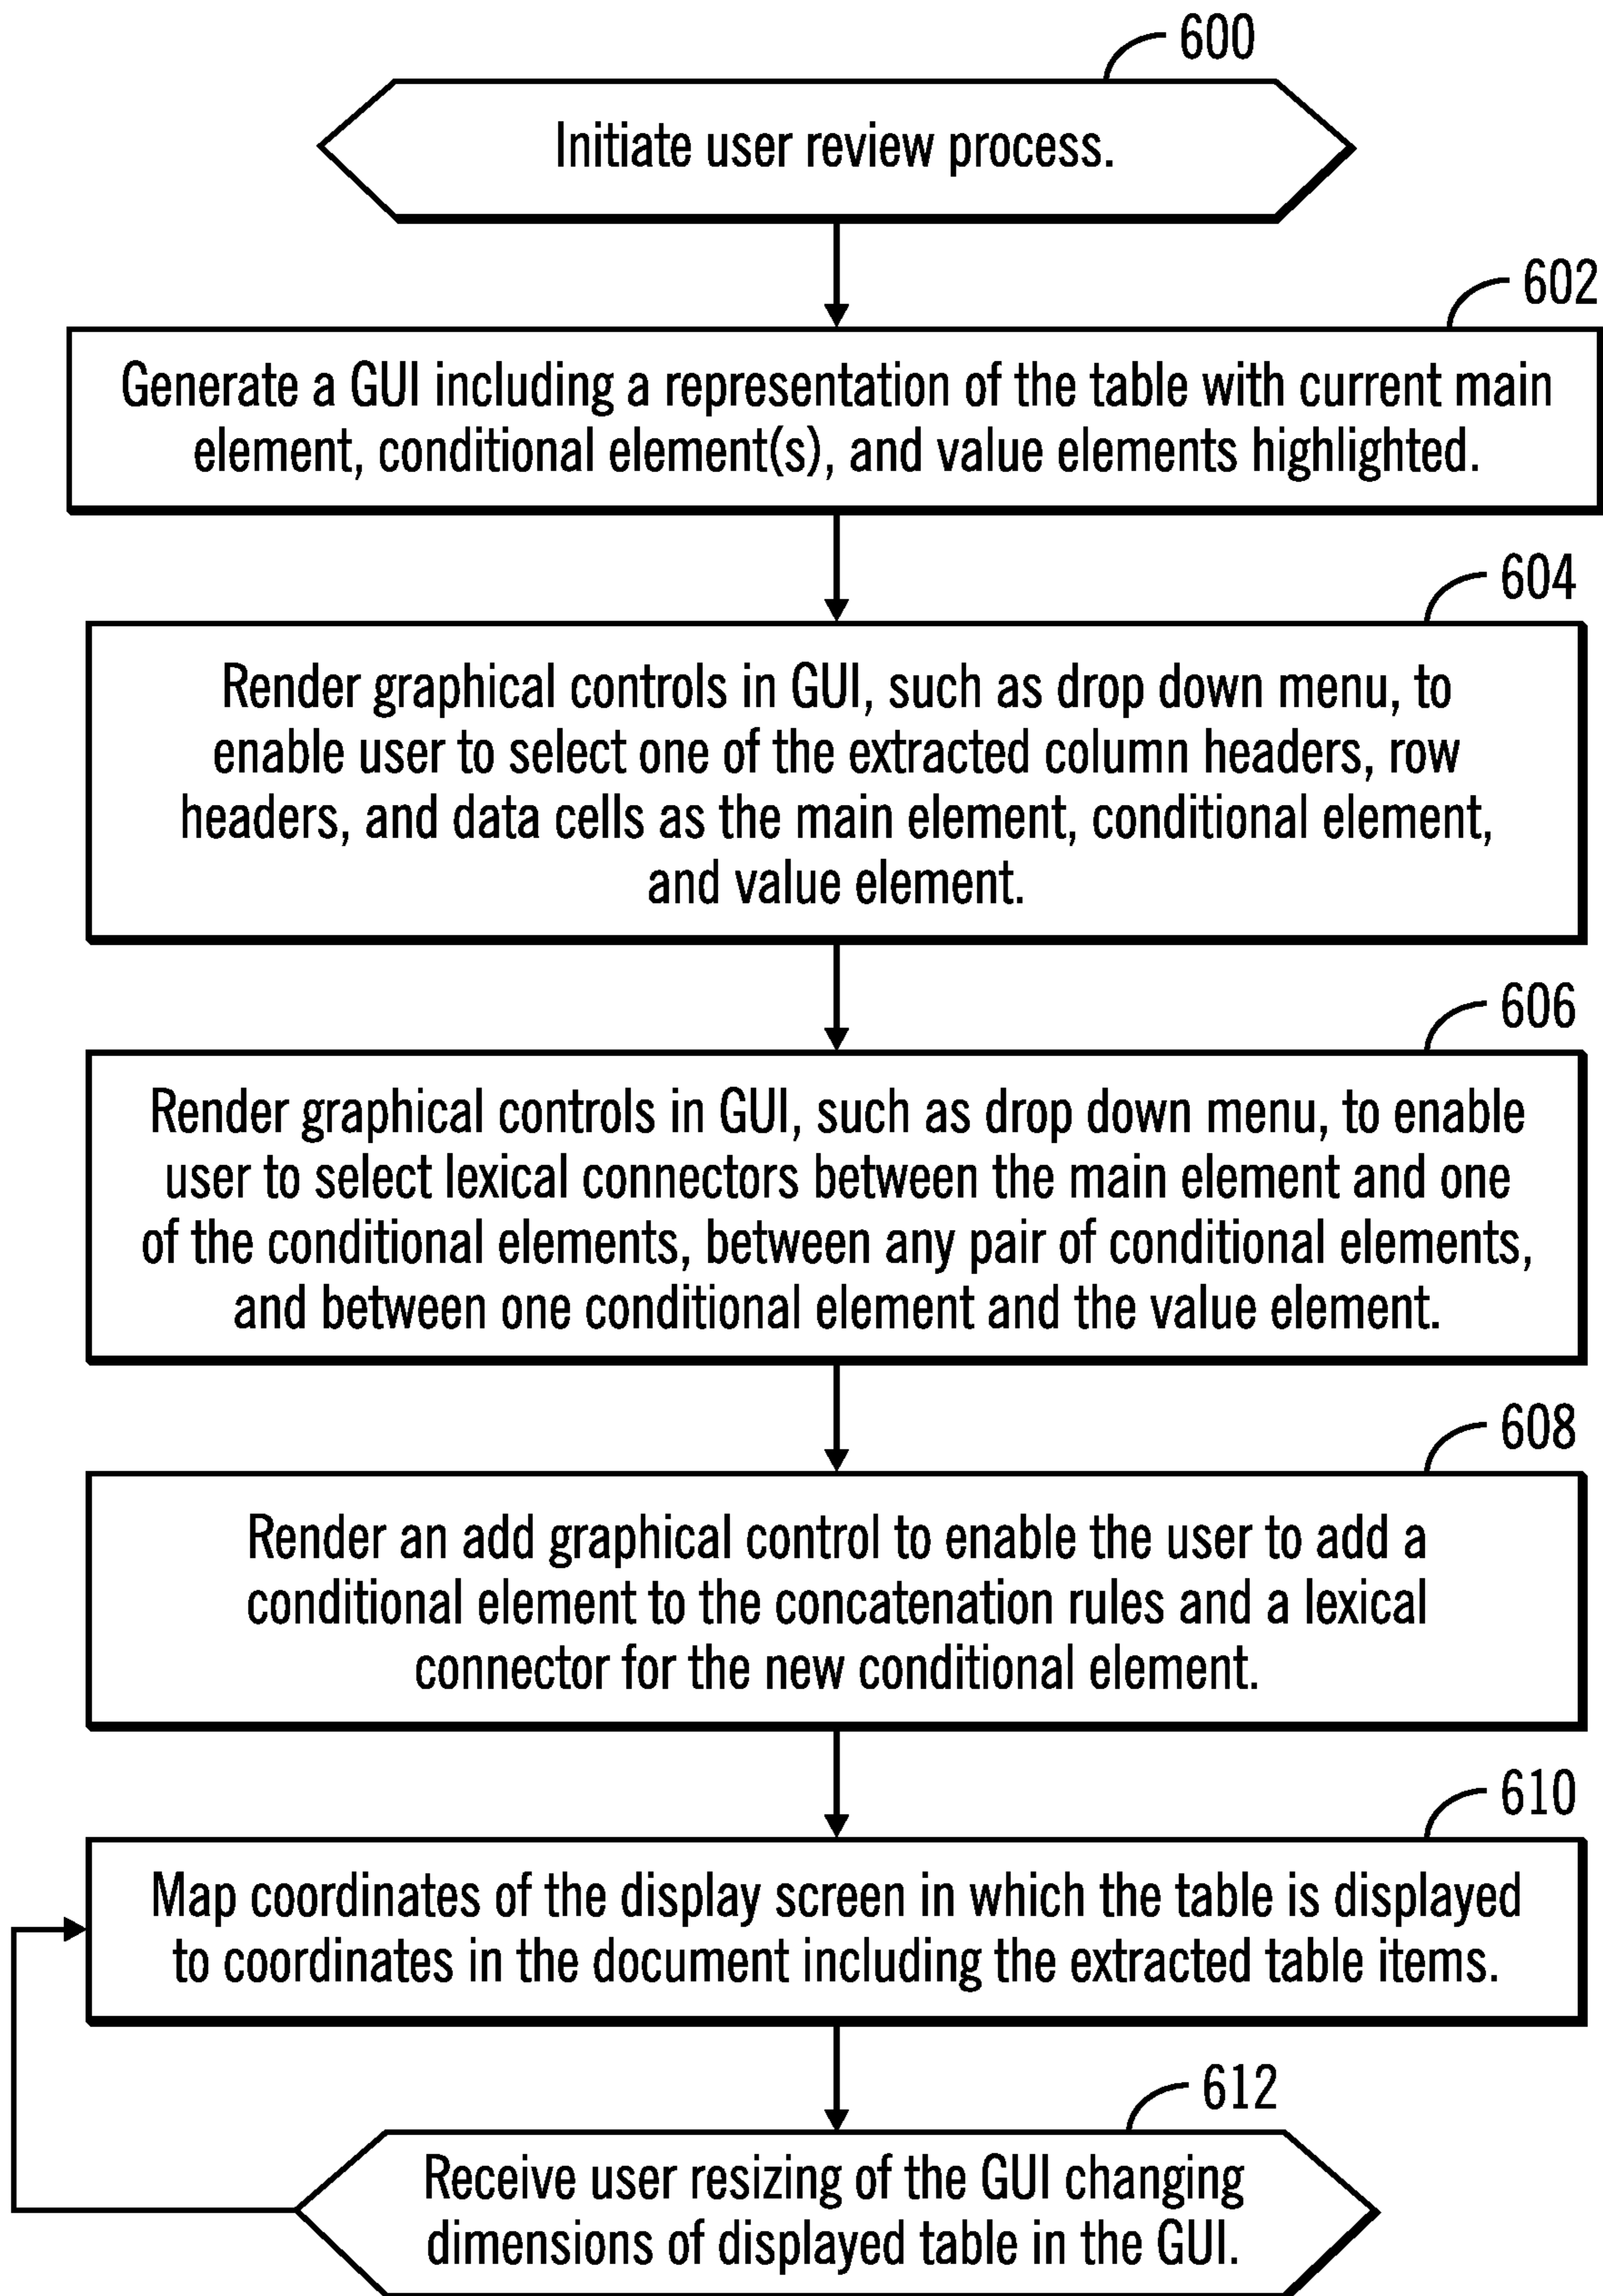 600
Initiate user review process.
602
Generate a GUI including a representation of the table with current main
element, conditional element(s), and value elements highlighted.
604
Render graphical controls in GUI, such as drop down menu, to
enable user to select one of the extracted column headers, row
headers, and data cells as the main element, conditional element,
and value element.
606
Render graphical controls in GUI, such as drop down menu, to enable
user to select lexical connectors between the main element and one
of the conditional elements, between any pair of conditional elements,
and between one conditional element and the value element.
608
Render an add graphical control to enable the user to add a
conditional element to the concatenation rules and a lexical
connector for the new conditional element.
610
Map coordinates of the display screen in which the table is displayed
to coordinates in the document including the extracted table items.
612
Receive user resizing of the GUI changing
dimensions of displayed table in the GUI.